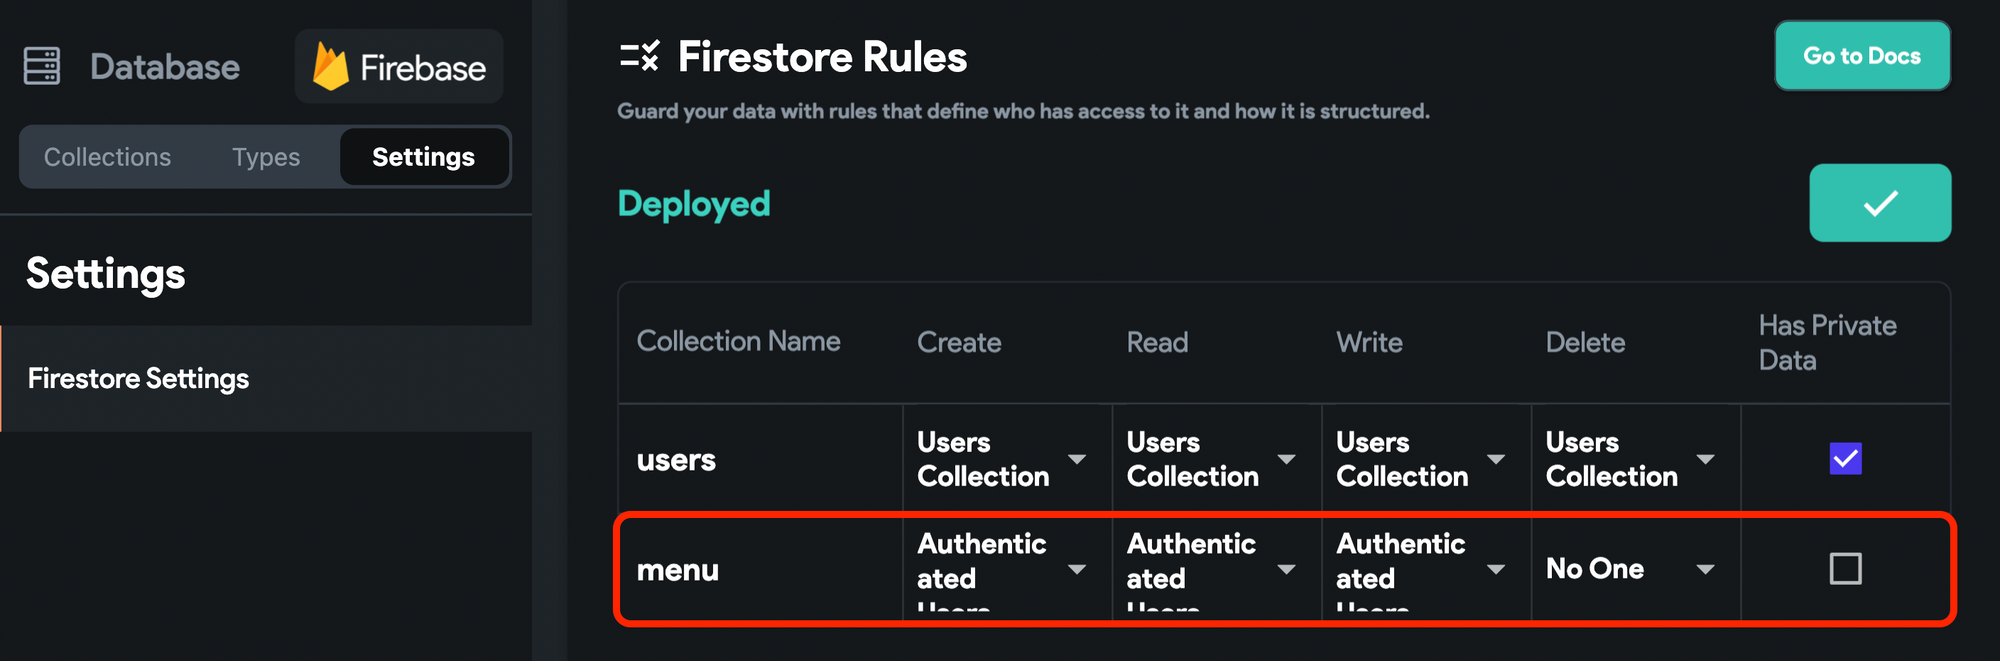 Database
Firebase
Collections
Types
Settings
Settings
Firestore Settings
Firestore Rules
Go to Docs
Guard your data with rules that define who has access to it and how it is structured.
Deployed
Collection Name
Create
Read
Write
Delete
Has Private
Data
users
Users
Collection
Users
Collection
Users
Collection
Users
Collection
menu
Authentic
ated
Users
Authentic
ated
Users
Authentic
ated
Users
No One